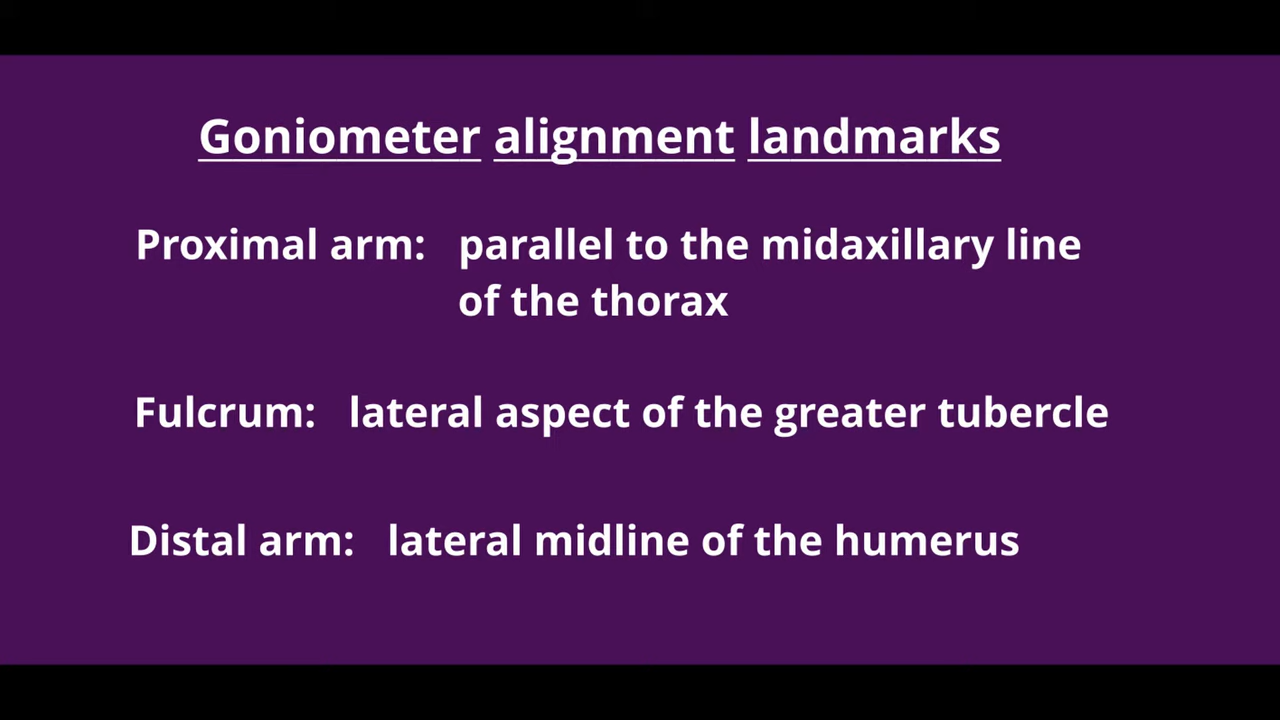 Goniometer alignment landmarks
Proximal arm: parallel to the midaxillary line
of the thorax
Fulcrum: lateral aspect of the greater tubercle
Distal arm: lateral midline of the humerus